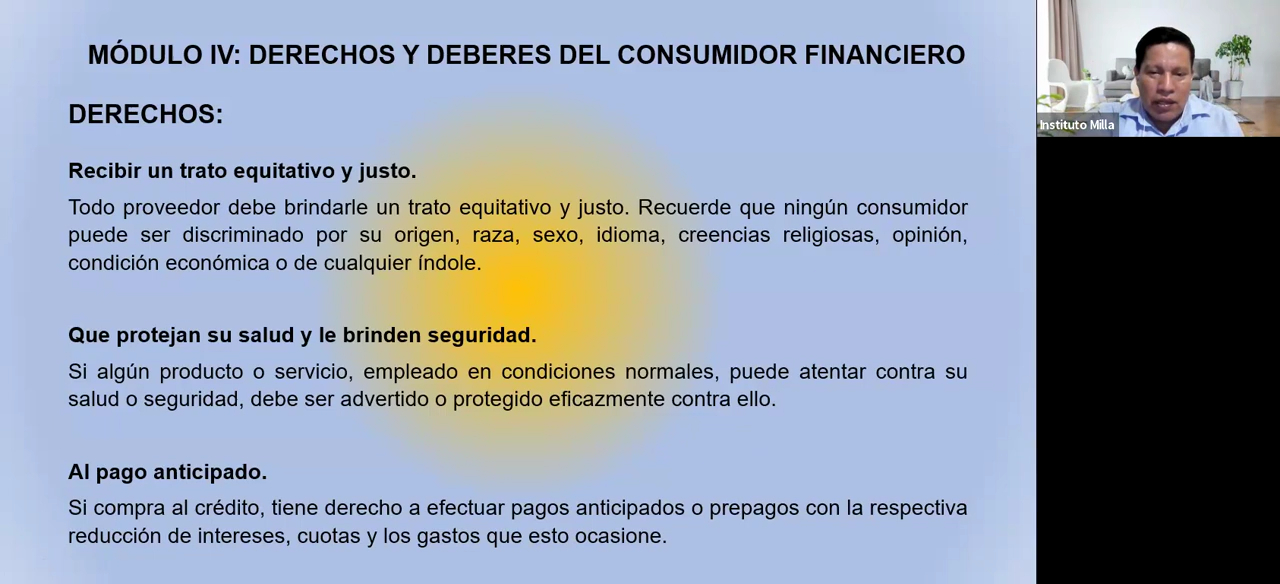 MÓDULO IV: DERECHOS Y DEBERES DEL CONSUMIDOR FINANCIERO
DERECHOS:
Recibir un trato equitativo y justo.
Todo proveedor debe brindarle un trato equitativo y justo. Recuerde que ningún consumidor
puede ser discriminado por su origen, raza, sexo, idioma, creencias religiosas, opinión,
condición económica o de cualquier índole.
Que protejan su salud y le brinden seguridad.
Si algún producto o servicio, empleado en condiciones normales, puede atentar contra su
salud o seguridad, debe ser advertido o protegido eficazmente contra ello.
Al pago anticipado.
Si compra al crédito, tiene derecho a efectuar pagos anticipados o prepagos con la respectiva
reducción de intereses, cuotas y los gastos que esto ocasione.
Instituto Milla